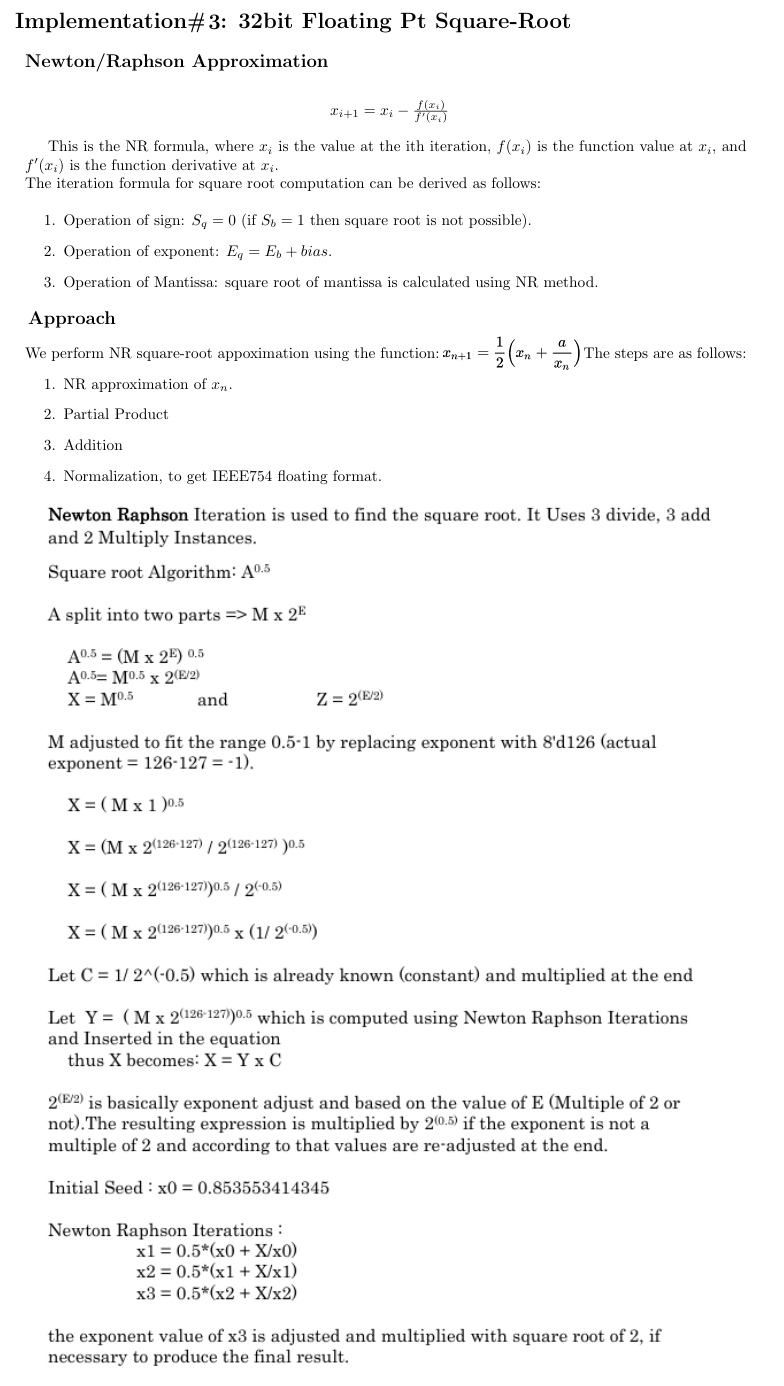 Implementation#3: 32bit Floating Pt Square-Root
Newton/Raphson Approximation
x_{i+1} = x_i − \frac{f(x_i)}{f'(x_i)}
This is the NR formula, where x_i is the value at the ith iteration, f(x_i) is the function value at x_i, and
f'(x_i) is the function derivative at x_i.
The iteration formula for square root computation can be derived as follows:
1. Operation of sign: S_q = 0 (if S_b = 1 then square root is not possible).
2. Operation of exponent: E_q = E_b + bias.
3. Operation of Mantissa: square root of mantissa is calculated using NR method.
Approach
We perform NR square-root appoximation using the function: x_{n+1} = \frac{1}{2}(x_n + \frac{a}{x_n}) The steps are as follows:
1. NR approximation of x_n.
2. Partial Product
3. Addition
4. Normalization, to get IEEE754 floating format.
Newton Raphson Iteration is used to find the square root. It Uses 3 divide, 3 add
and 2 Multiply Instances.
Square root Algorithm: A^{0.5}
A split into two parts => M x 2^E
A^{0.5} = (M x 2^E) ^{0.5}
A^{0.5}= M^{0.5} x 2^{(E/2)}
X = M^{0.5} and Z = 2^{(E/2)}
M adjusted to fit the range 0.5-1 by replacing exponent with 8'd126 (actual
exponent = 126-127 = -1).
X = ( M x 1 )^{0.5}
X = (M x 2^{(126-127)} / 2^{(126-127)} )^{0.5}
X = ( M x 2^{(126-127)})^{0.5} / 2^{(-0.5)}
X = ( M x 2^{(126-127)})^{0.5} x (1/ 2^{(-0.5)})
Let C = 1/ 2^(-0.5) which is already known (constant) and multiplied at the end
Let Y = ( M x 2^{(126-127)})^{0.5} which is computed using Newton Raphson Iterations
and Inserted in the equation
thus X becomes: X = Y x C
2^{(E/2)} is basically exponent adjust and based on the value of E (Multiple of 2 or
not).The resulting expression is multiplied by 2^{(0.5)} if the exponent is not a
multiple of 2 and according to that values are re-adjusted at the end.
Initial Seed : x0 = 0.853553414345
Newton Raphson Iterations :
x1 = 0.5*(x0 + X/x0)
x2 = 0.5*(x1 + X/x1)
x3 = 0.5*(x2 + X/x2)
the exponent value of x3 is adjusted and multiplied with square root of 2, if
necessary to produce the final result.